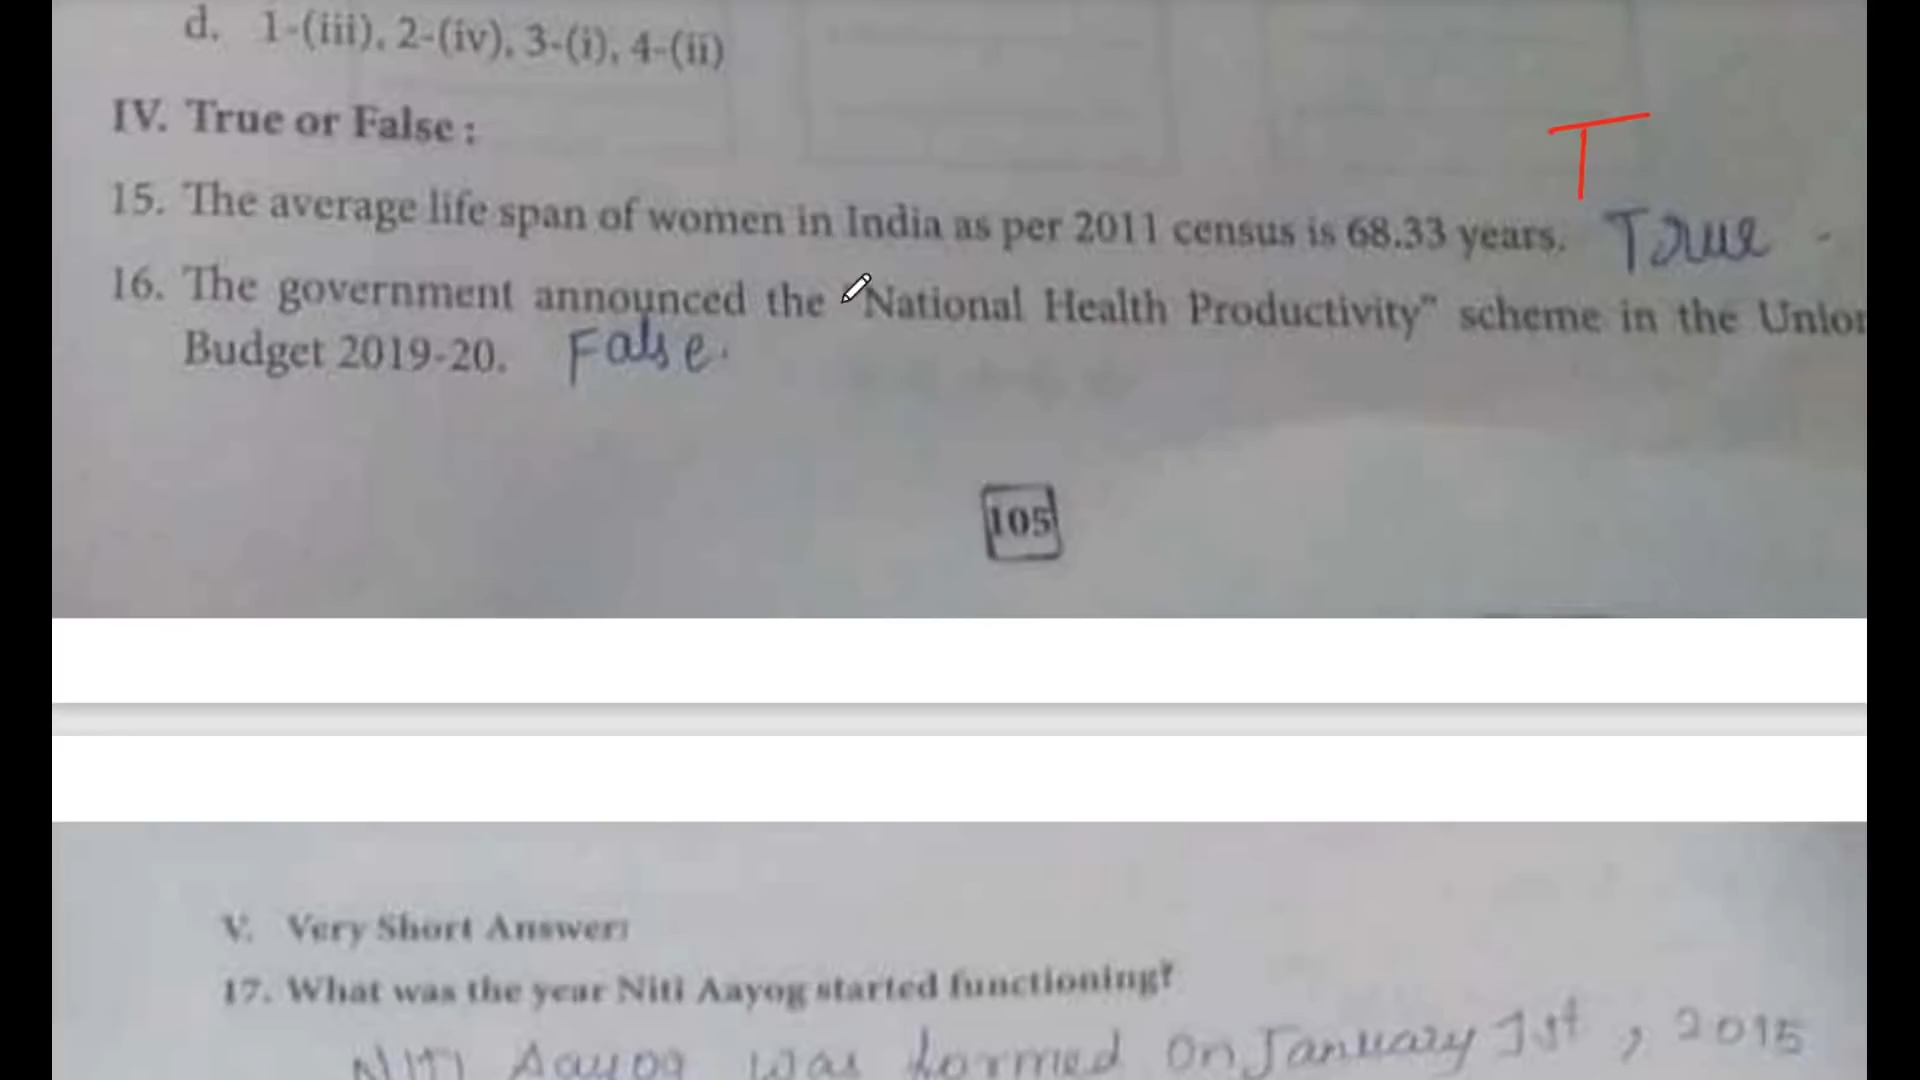 d. 1-(iii), 2-(iv), 3-(i), 4-(ii)
IV. True or False :
T
15. The average life span of women in India as per 2011 census is 68.33 years. True
16. The government announced the "National Health Productivity" scheme in the Union
Budget 2019-20. False.
105
V. Very Short Answer:
17. What was the year Niti Aayog started functioning?
NITI Aayog was formed on January 1st, 2015